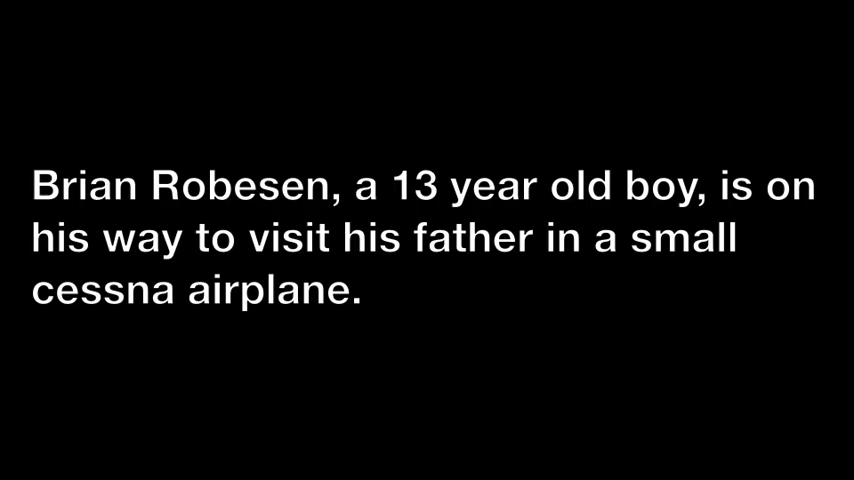 Brian Robesen, a 13 year old boy, is on
his way to visit his father in a small
cessna airplane.